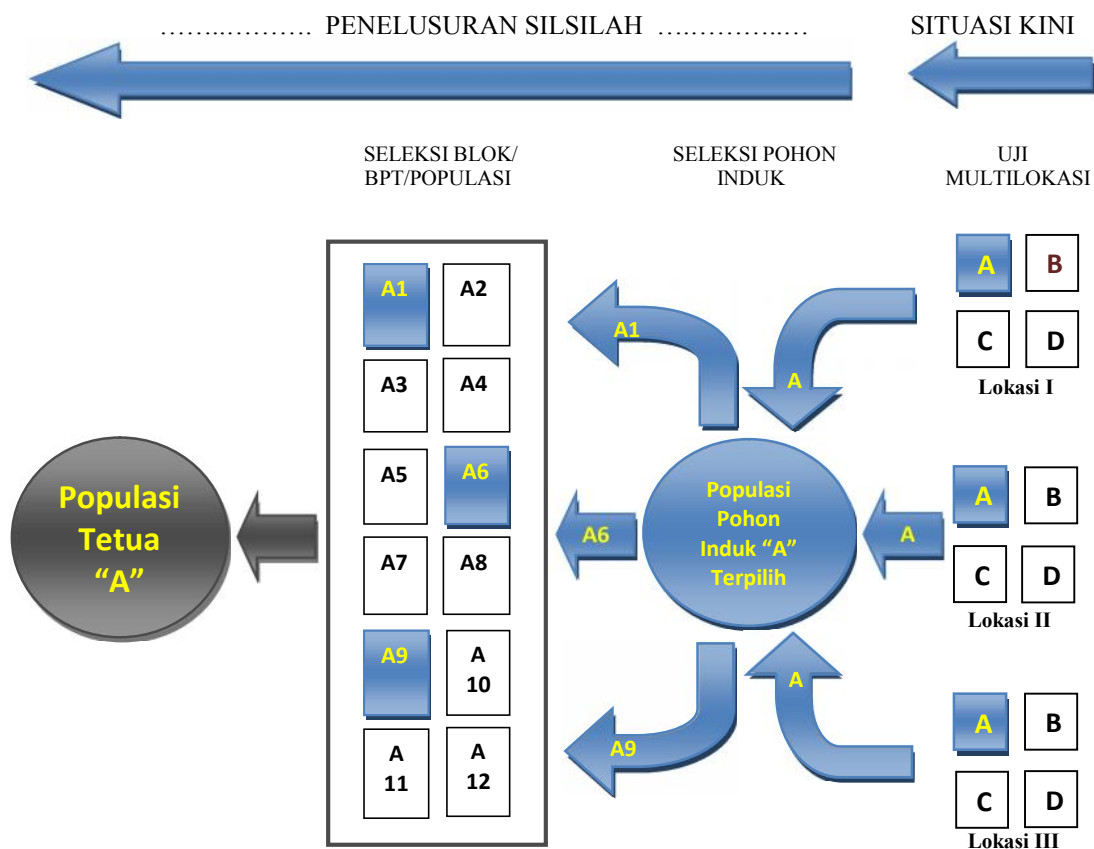 ……..………. PENELUSURAN SILSILAH ….………..…
SITUASI KINI
SELEKSI BLOK/
BPT/POPULASI
SELEKSI POHON
INDUK
UJI
MULTILOKASI
A1
A2
A3
A4
A5
A6
A7
A8
A9
A
10
A
11
A
12
Populasi
Tetua
“A”
A1
A6
A9
Populasi
Pohon
Induk “A”
Terpilih
A
A
A
A
B
C
D
Lokasi I
A
B
C
D
Lokasi II
A
B
C
D
Lokasi III